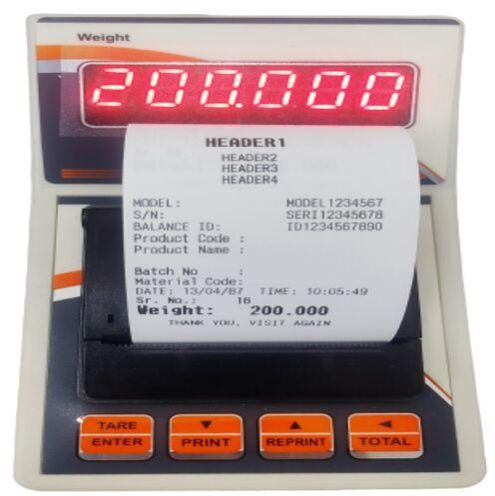 Weight
200.000
HEADER1
HEADER2
HEADER3
HEADER4
MODEL: MODEL1234567
S/N: SERI12345678
BALANCE ID: ID1234567890
Product Code :
Product Name :
Batch No :
Material Code:
DATE: 13/04/87 TIME: 10:05:49
Sr. No.: 16
Weight: 200.000
THANK YOU, VISIT AGAIN
TARE ▼ ▲ ◄
ENTER PRINT REPRINT TOTAL